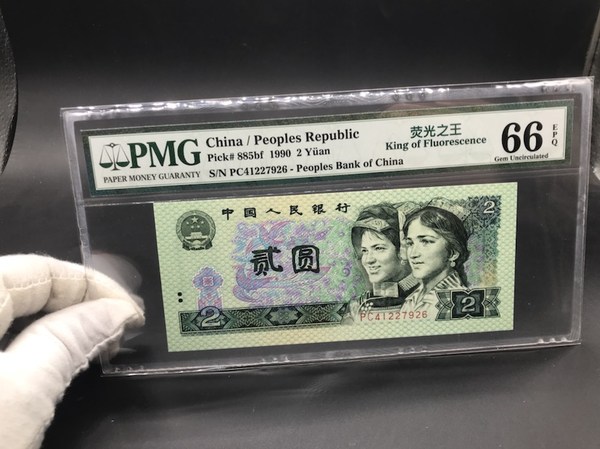 PMG
PAPER MONEY GUARANTY
China / Peoples Republic
Pick# 885bf 1990 2 Yüan
S/N PC41227926 - Peoples Bank of China
荧光之王
King of Fluorescence
66 EPQ
Gem Uncirculated
中国人民银行
贰圆
2
2
PC41227926
2